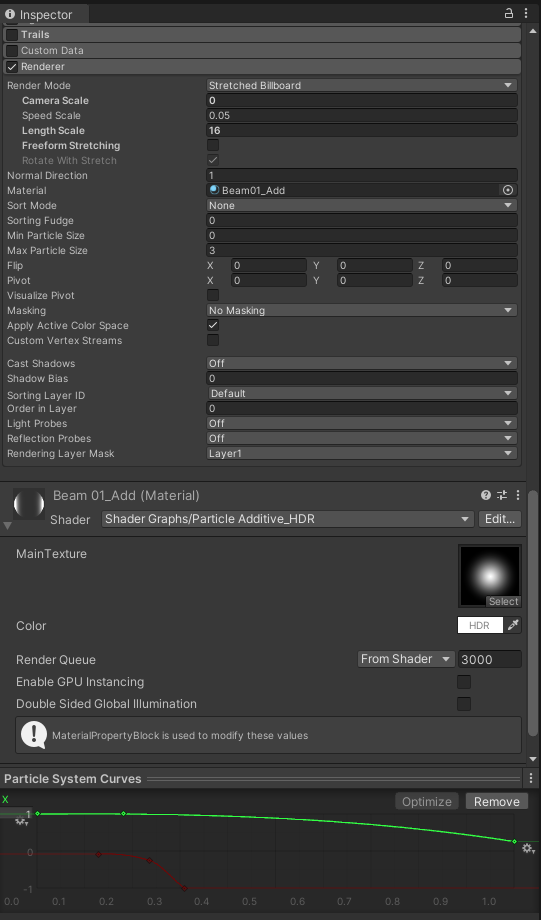 Inspector
Trails
Custom Data
Renderer
Render Mode Stretched Billboard
Camera Scale 0
Speed Scale 0.05
Length Scale 16
Freeform Stretching
Rotate With Stretch
Normal Direction 1
Material Beam01_Add
Sort Mode None
Sorting Fudge 0
Min Particle Size 0
Max Particle Size 3
Flip X 0 Y 0 Z 0
Pivot X 0 Y 0 Z 0
Visualize Pivot
Masking No Masking
Apply Active Color Space
Custom Vertex Streams
Cast Shadows Off
Shadow Bias 0
Sorting Layer ID Default
Order in Layer 0
Light Probes Off
Reflection Probes Off
Rendering Layer Mask Layer1
Beam 01_Add (Material)
Shader Shader Graphs/Particle Additive_HDR Edit...
MainTexture
Select
Color HDR
Render Queue From Shader 3000
Enable GPU Instancing
Double Sided Global Illumination
MaterialPropertyBlock is used to modify these values
Particle System Curves
X Optimize Remove
1
0
-1
0.0 0.1 0.2 0.3 0.4 0.5 0.6 0.7 0.8 0.9 1.0